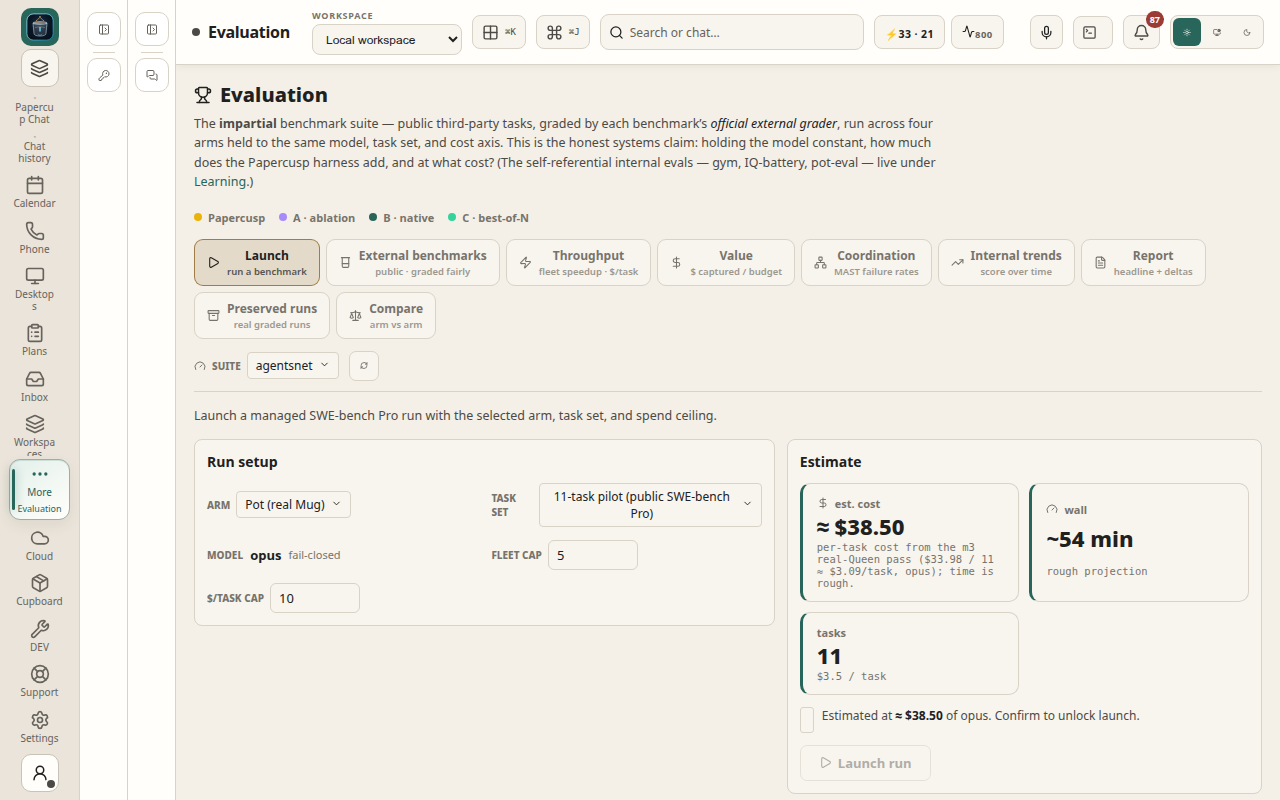 Evaluation
WORKSPACE
Local workspace
⌘K
⌘J
Search or chat...
⚡33 · 21
800
87
Papercu
p Chat
Chat
history
Calendar
Phone
Desktop
s
Plans
Inbox
Workspa
ces
More
Evaluation
Cloud
Cupboard
DEV
Support
Settings
Evaluation
The impartial benchmark suite — public third-party tasks, graded by each benchmark's official external grader, run across four
arms held to the same model, task set, and cost axis. This is the honest systems claim: holding the model constant, how much
does the Papercusp harness add, and at what cost? (The self-referential internal evals — gym, IQ-battery, pot-eval — live under
Learning.)
Papercusp
A · ablation
B · native
C · best-of-N
Launch
run a benchmark
External benchmarks
public · graded fairly
Throughput
fleet speedup · $/task
Value
$ captured / budget
Coordination
MAST failure rates
Internal trends
score over time
Report
headline + deltas
Preserved runs
real graded runs
Compare
arm vs arm
SUITE
agentsnet
Launch a managed SWE-bench Pro run with the selected arm, task set, and spend ceiling.
Run setup
ARM
Pot (real Mug)
TASK
SET
11-task pilot (public SWE-bench
Pro)
MODEL opus fail-closed
FLEET CAP
5
$/TASK CAP
10
Estimate
est. cost
≈ $38.50
per-task cost from the m3
real-Queen pass ($33.98 / 11
≈ $3.09/task, opus); time is
rough.
wall
~54 min
rough projection
tasks
11
$3.5 / task
Estimated at ≈ $38.50 of opus. Confirm to unlock launch.
Launch run